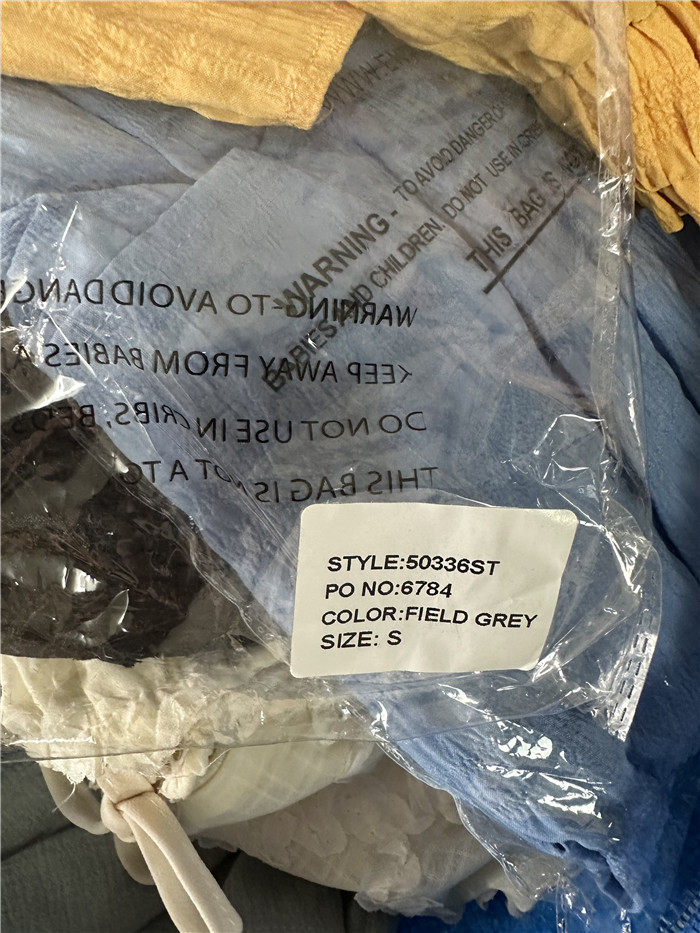 WARNING - TO AVOID DANGER
BABIES AND CHILDREN. DO NOT USE IN
THIS BAG IS
WARNING-TO AVOID DANG
KEEP AWAY FROM BABIES A
DO NOT USE IN CRIBS, BEDS
THIS BAG IS NOT A TO
STYLE:50336ST
PO NO:6784
COLOR:FIELD GREY
SIZE: S